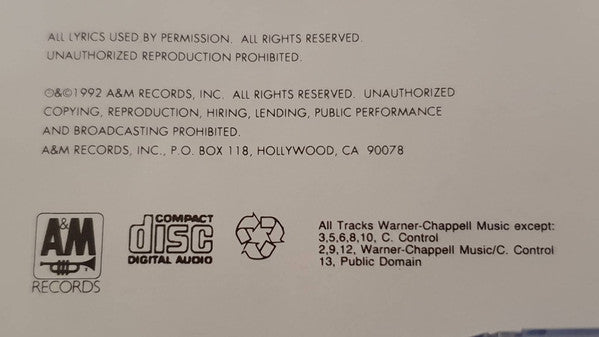 ALL LYRICS USED BY PERMISSION. ALL RIGHTS RESERVED.
UNAUTHORIZED REPRODUCTION PROHIBITED.
℗&©1992 A&M RECORDS, INC. ALL RIGHTS RESERVED. UNAUTHORIZED
COPYING, REPRODUCTION, HIRING, LENDING, PUBLIC PERFORMANCE
AND BROADCASTING PROHIBITED.
A&M RECORDS, INC., P.O. BOX 118, HOLLYWOOD, CA 90078
A&M
RECORDS
COMPACT
disc
DIGITAL AUDIO
All Tracks Warner-Chappell Music except:
3,5,6,8,10, C. Control
2,9,12, Warner-Chappell Music/C. Control
13, Public Domain